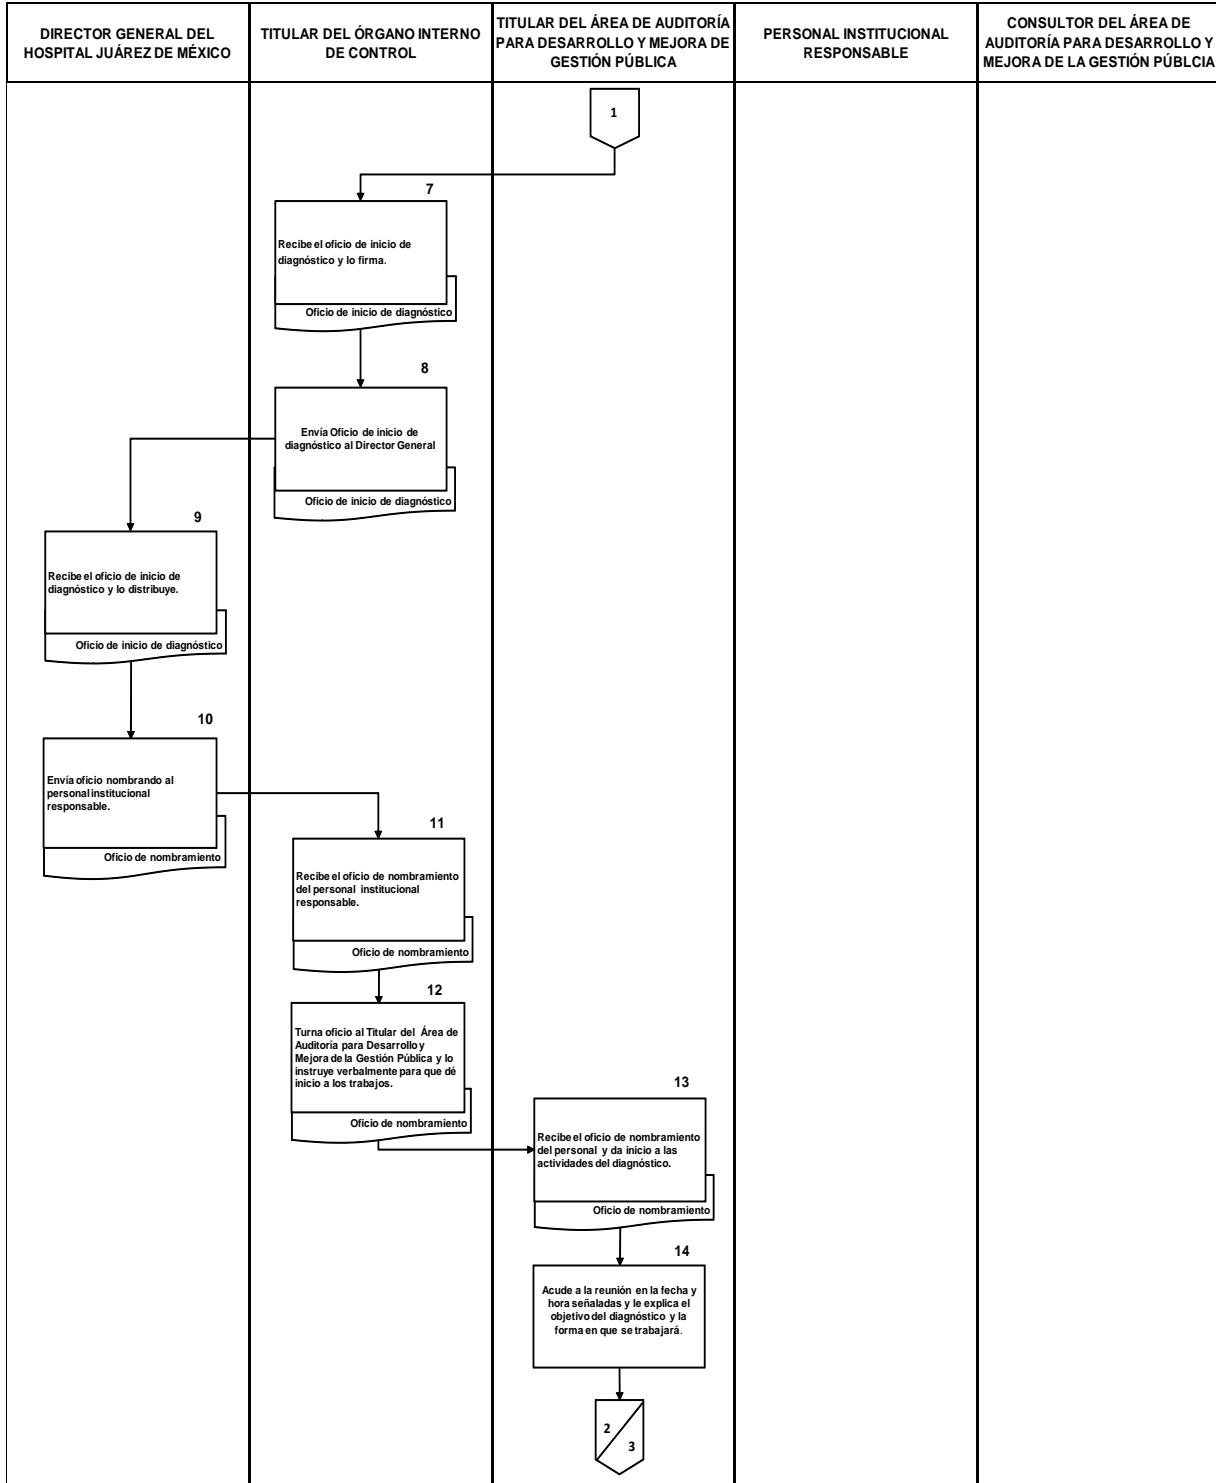 DIRECTOR GENERAL DEL
HOSPITAL JUÁREZ DE MÉXICO
TITULAR DEL ÓRGANO INTERNO
DE CONTROL
TITULAR DEL ÁREA DE AUDITORÍA
PARA DESARROLLO Y MEJORA DE
GESTIÓN PÚBLICA
PERSONAL INSTITUCIONAL
RESPONSABLE
CONSULTOR DEL ÁREA DE
AUDITORÍA PARA DESARROLLO Y
MEJORA DE LA GESTIÓN PÚBLCIA
1
7
Recibe el oficio de inicio de
diagnóstico y lo firma.
Oficio de inicio de diagnóstico
8
Envía Oficio de inicio de
diagnóstico al Director General
Oficio de inicio de diagnóstico
9
Recibe el oficio de inicio de
diagnóstico y lo distribuye.
Oficio de inicio de diagnóstico
10
Envía oficio nombrando al
personal institucional
responsable.
Oficio de nombramiento
11
Recibe el oficio de nombramiento
del personal institucional
responsable.
Oficio de nombramiento
12
Turna oficio al Titular del Área de
Auditoría para Desarrollo y
Mejora de la Gestión Pública y lo
instruye verbalmente para que dé
inicio a los trabajos.
Oficio de nombramiento
13
Recibe el oficio de nombramiento
del personal y da inicio a las
actividades del diagnóstico.
Oficio de nombramiento
14
Acude a la reunión en la fecha y
hora señaladas y le explica el
objetivo del diagnóstico y la
forma en que se trabajará.
2
3